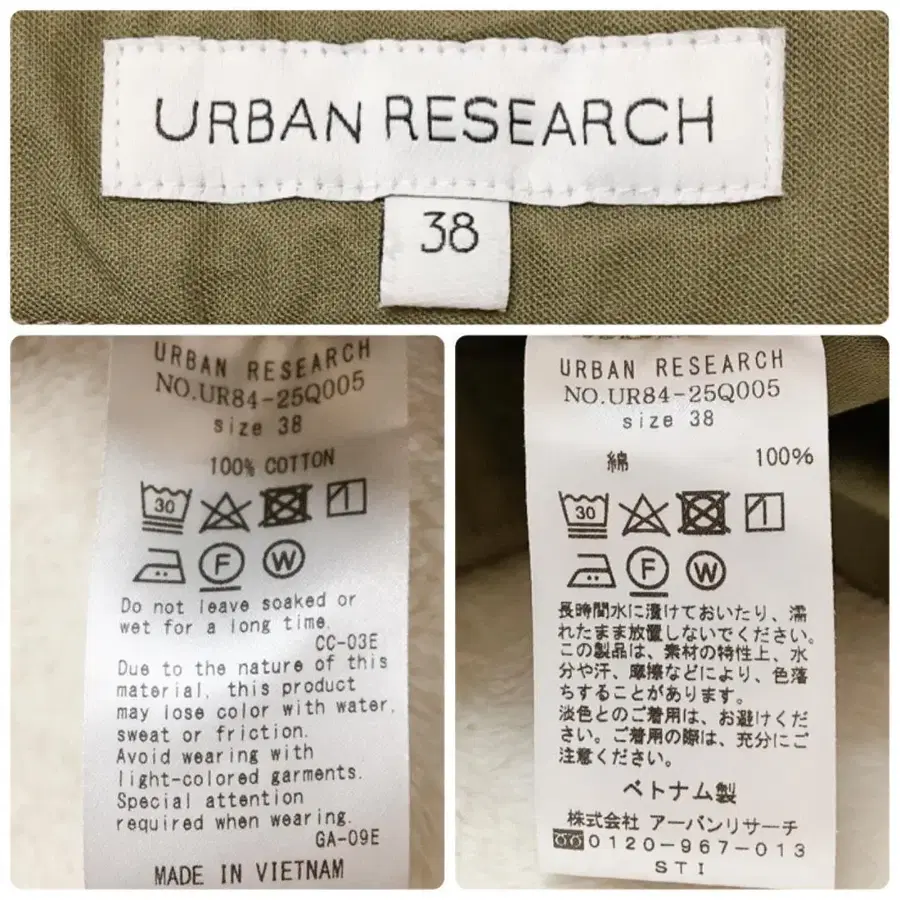 URBAN RESEARCH
38
URBAN RESEARCH
NO.UR84-25Q005
size 38
100% COTTON
30
F
W
Do not leave soaked or
wet for a long time.
CC-03E
Due to the nature of this
material, this product
may lose color with water,
sweat or friction.
Avoid wearing with
light-colored garments.
Special attention
required when wearing.
GA-09E
MADE IN VIETNAM
URBAN RESEARCH
NO.UR84-25Q005
size 38
綿 100%
30
F
W
長時間水に漬けておいたり、濡
れたまま放置しないでください。
この製品は、素材の特性上、水
分や汗、摩擦などにより、色落
ちすることがあります。
淡色とのご着用は、お避けくだ
さい。ご着用の際は、充分にご
注意ください。
ベトナム製
株式会社 アーバンリサーチ
0120-967-013
STI